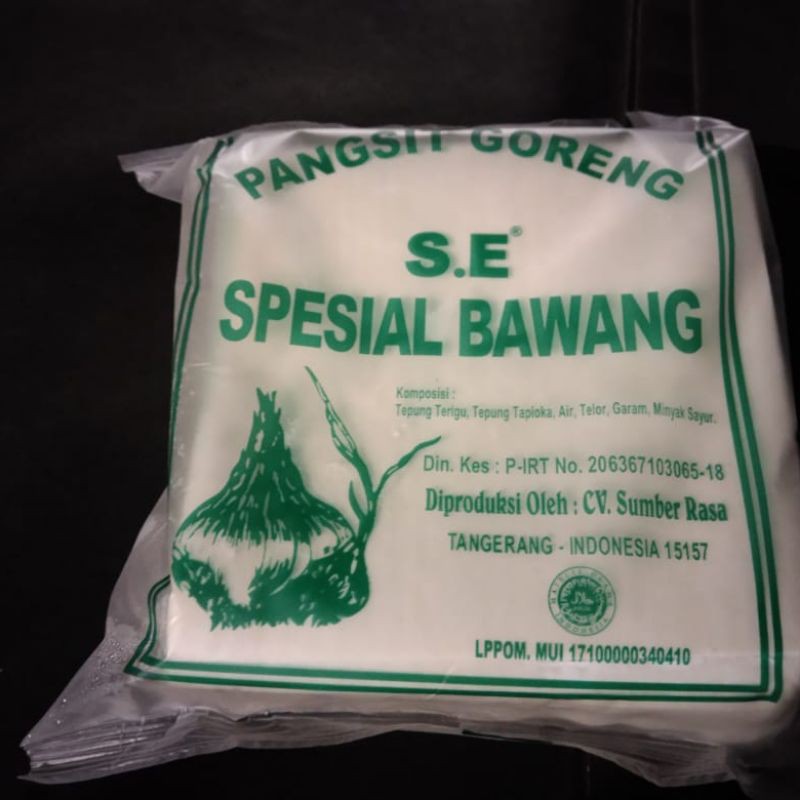 PANGSIT GORENG
S.E®
SPESIAL BAWANG
Komposisi :
Tepung Terigu, Tepung Tapioka, Air, Telor, Garam, Minyak Sayur.
Din. Kes : P-IRT No. 206367103065-18
Diproduksi Oleh : CV. Sumber Rasa
TANGERANG - INDONESIA 15157
LPPOM. MUI 17100000340410